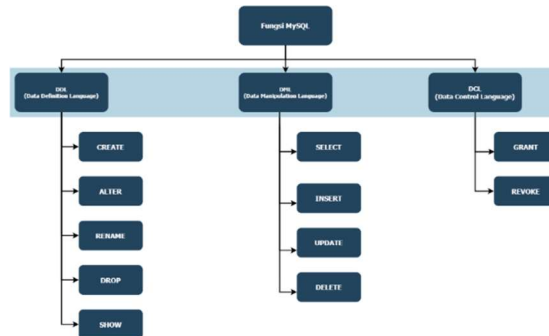 Fungsi MySQL
DDL
(Data Definition Language)
DML
(Data Manipulation Language)
DCL
(Data Control Language)
CREATE
ALTER
RENAME
DROP
SHOW
SELECT
INSERT
UPDATE
DELETE
GRANT
REVOKE